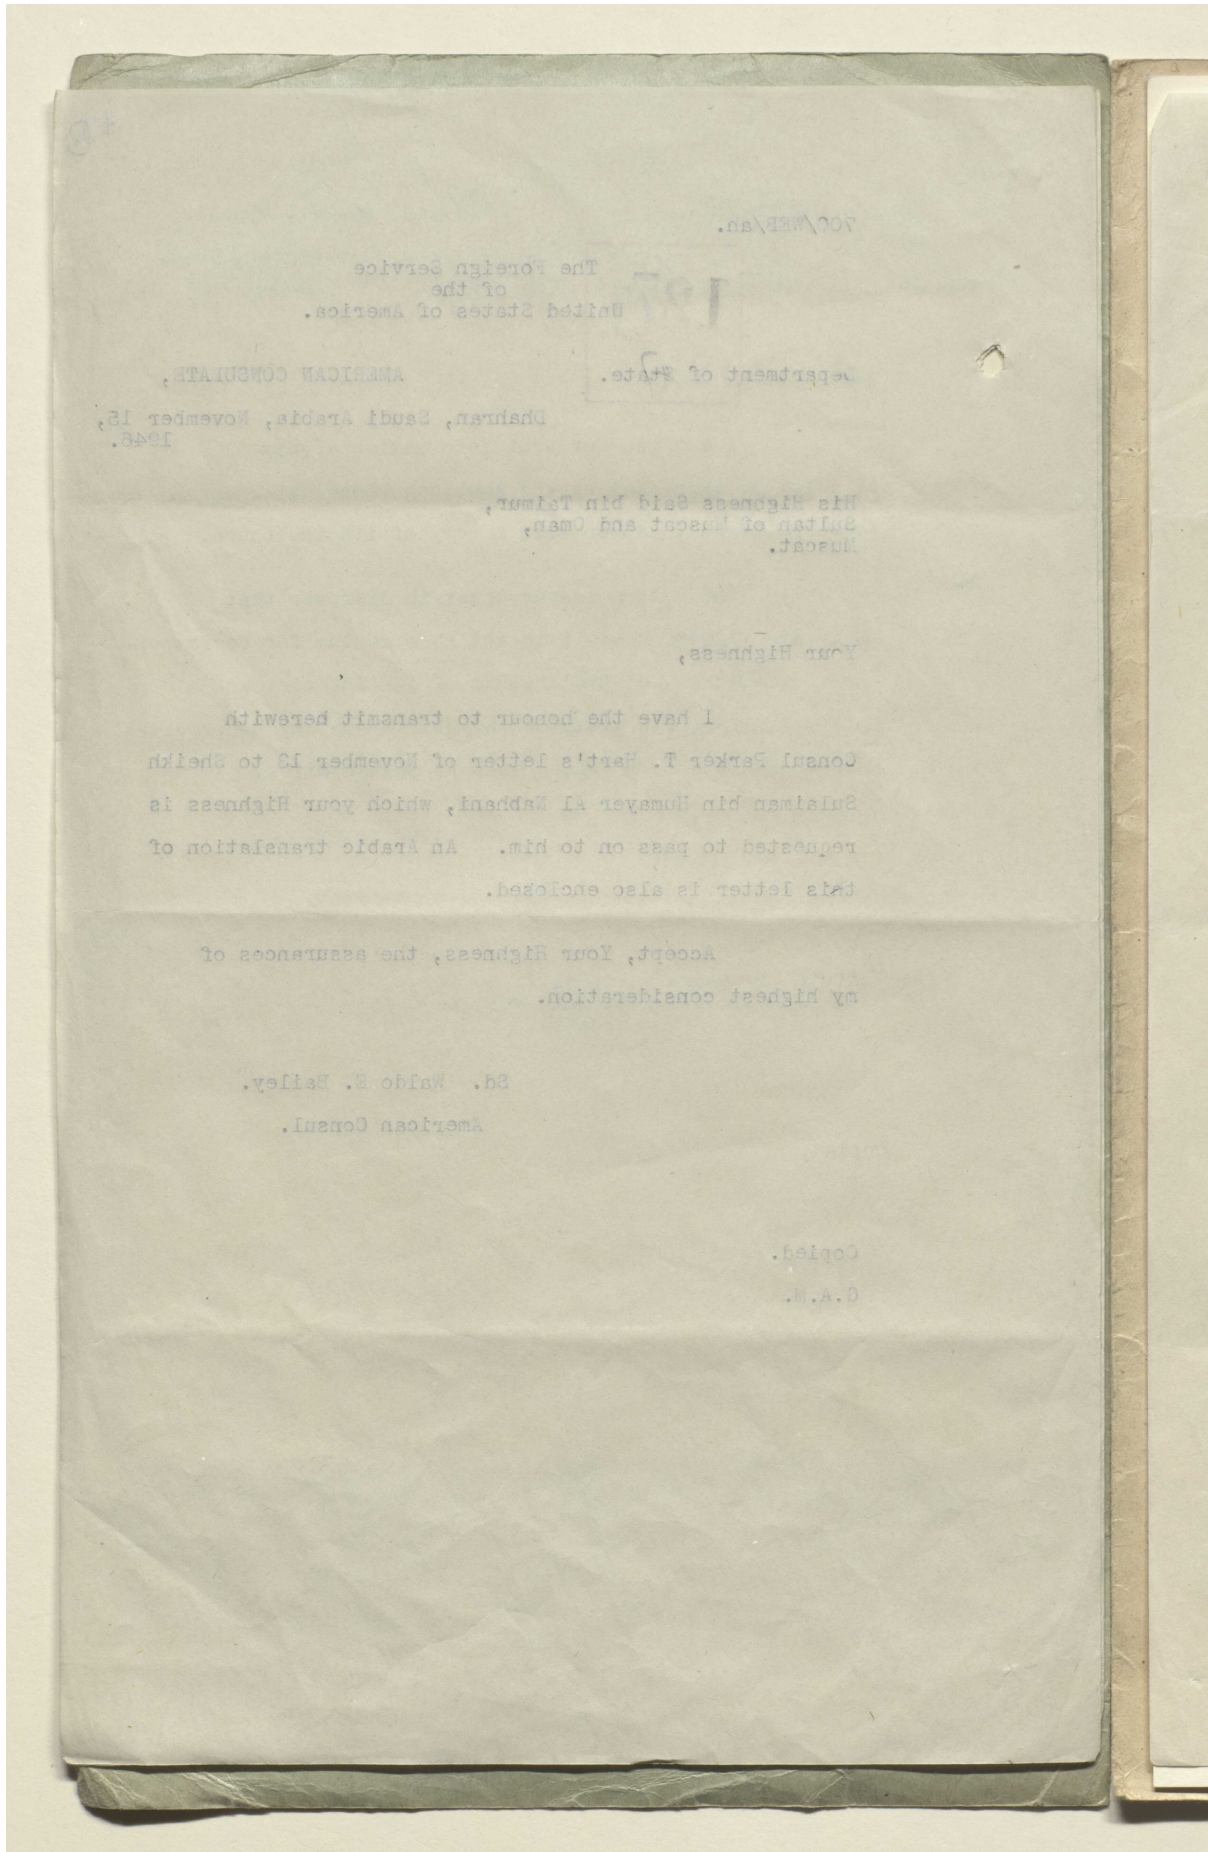 700/WEB/an.
The Foreign Service
of the
United States of America.
Department of State.
AMERICAN CONSULATE,
Dhahran, Saudi Arabia, November 15,
1946.
His Highness Said bin Taimur,
Sultan of Muscat and Oman,
Muscat.
Your Highness,
I have the honour to transmit herewith
Consul Parker T. Hart's letter of November 13 to Sheikh
Sulaiman bin Humayer Al Nabhani, which your Highness is
requested to pass on to him. An Arabic translation of
this letter is also enclosed.
Accept, Your Highness, the assurances of
my highest consideration.
Sd. Waldo E. Bailey.
American Consul.
Copied.
G.A.M.